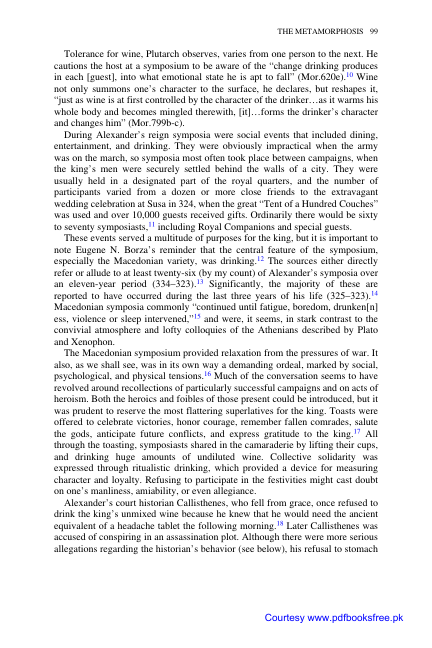 THE METAMORPHOSIS 99
Tolerance for wine, Plutarch observes, varies from one person to the next. He
cautions the host at a symposium to be aware of the “change drinking produces
in each [guest], into what emotional state he is apt to fall” (Mor.620e).10 Wine
not only summons one’s character to the surface, he declares, but reshapes it,
“just as wine is at first controlled by the character of the drinker…as it warms his
whole body and becomes mingled therewith, [it]…forms the drinker’s character
and changes him” (Mor.799b-c).
During Alexander’s reign symposia were social events that included dining,
entertainment, and drinking. They were obviously impractical when the army
was on the march, so symposia most often took place between campaigns, when
the king’s men were securely settled behind the walls of a city. They were
usually held in a designated part of the royal quarters, and the number of
participants varied from a dozen or more close friends to the extravagant
wedding celebration at Susa in 324, when the great “Tent of a Hundred Couches”
was used and over 10,000 guests received gifts. Ordinarily there would be sixty
to seventy symposiasts,11 including Royal Companions and special guests.
These events served a multitude of purposes for the king, but it is important to
note Eugene N. Borza’s reminder that the central feature of the symposium,
especially the Macedonian variety, was drinking.12 The sources either directly
refer or allude to at least twenty-six (by my count) of Alexander’s symposia over
an eleven-year period (334–323).13 Significantly, the majority of these are
reported to have occurred during the last three years of his life (325–323).14
Macedonian symposia commonly “continued until fatigue, boredom, drunken[n]
ess, violence or sleep intervened,”15 and were, it seems, in stark contrast to the
convivial atmosphere and lofty colloquies of the Athenians described by Plato
and Xenophon.
The Macedonian symposium provided relaxation from the pressures of war. It
also, as we shall see, was in its own way a demanding ordeal, marked by social,
psychological, and physical tensions.16 Much of the conversation seems to have
revolved around recollections of particularly successful campaigns and on acts of
heroism. Both the heroics and foibles of those present could be introduced, but it
was prudent to reserve the most flattering superlatives for the king. Toasts were
offered to celebrate victories, honor courage, remember fallen comrades, salute
the gods, anticipate future conflicts, and express gratitude to the king.17 All
through the toasting, symposiasts shared in the camaraderie by lifting their cups,
and drinking huge amounts of undiluted wine. Collective solidarity was
expressed through ritualistic drinking, which provided a device for measuring
character and loyalty. Refusing to participate in the festivities might cast doubt
on one’s manliness, amiability, or even allegiance.
Alexander’s court historian Callisthenes, who fell from grace, once refused to
drink the king’s unmixed wine because he knew that he would need the ancient
equivalent of a headache tablet the following morning.18 Later Callisthenes was
accused of conspiring in an assassination plot. Although there were more serious
allegations regarding the historian’s behavior (see below), his refusal to stomach
Courtesy www.pdfbooksfree.pk